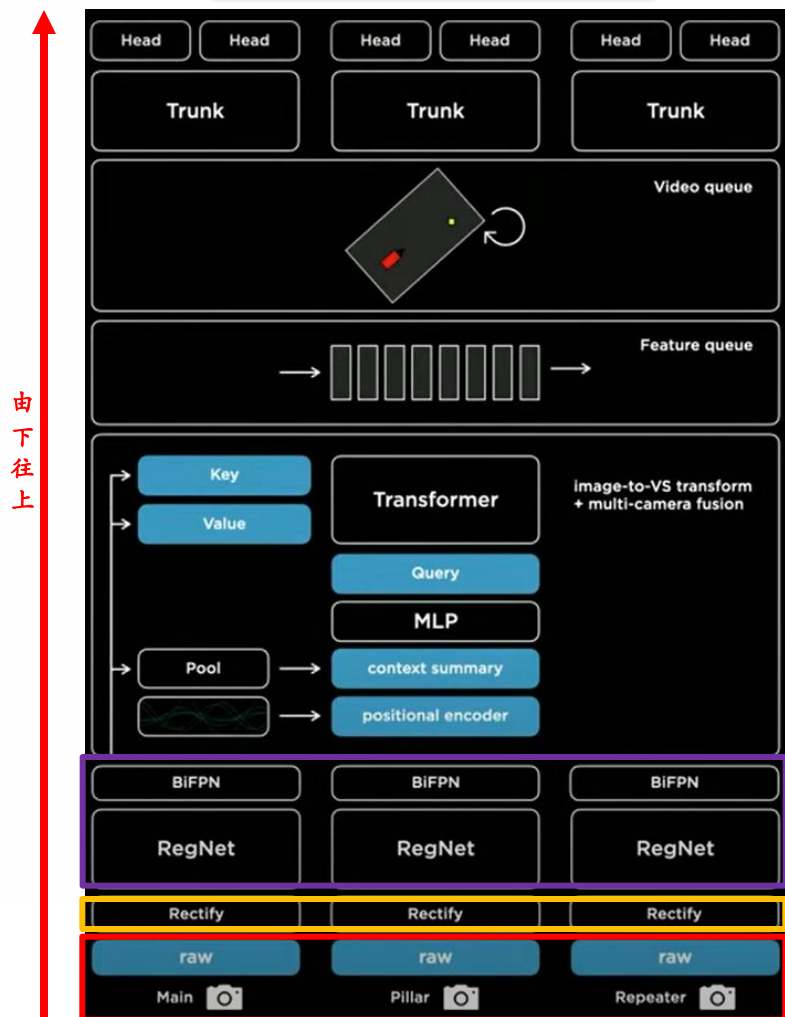 Head Head Head Head Head Head
Trunk Trunk Trunk
Video queue
Feature queue
由
下
往
上
Key
Value
Transformer
image-to-VS transform
+ multi-camera fusion
Query
MLP
Pool
context summary
positional encoder
BiFPN BiFPN BiFPN
RegNet RegNet RegNet
Rectify Rectify Rectify
raw raw raw
Main Pillar Repeater